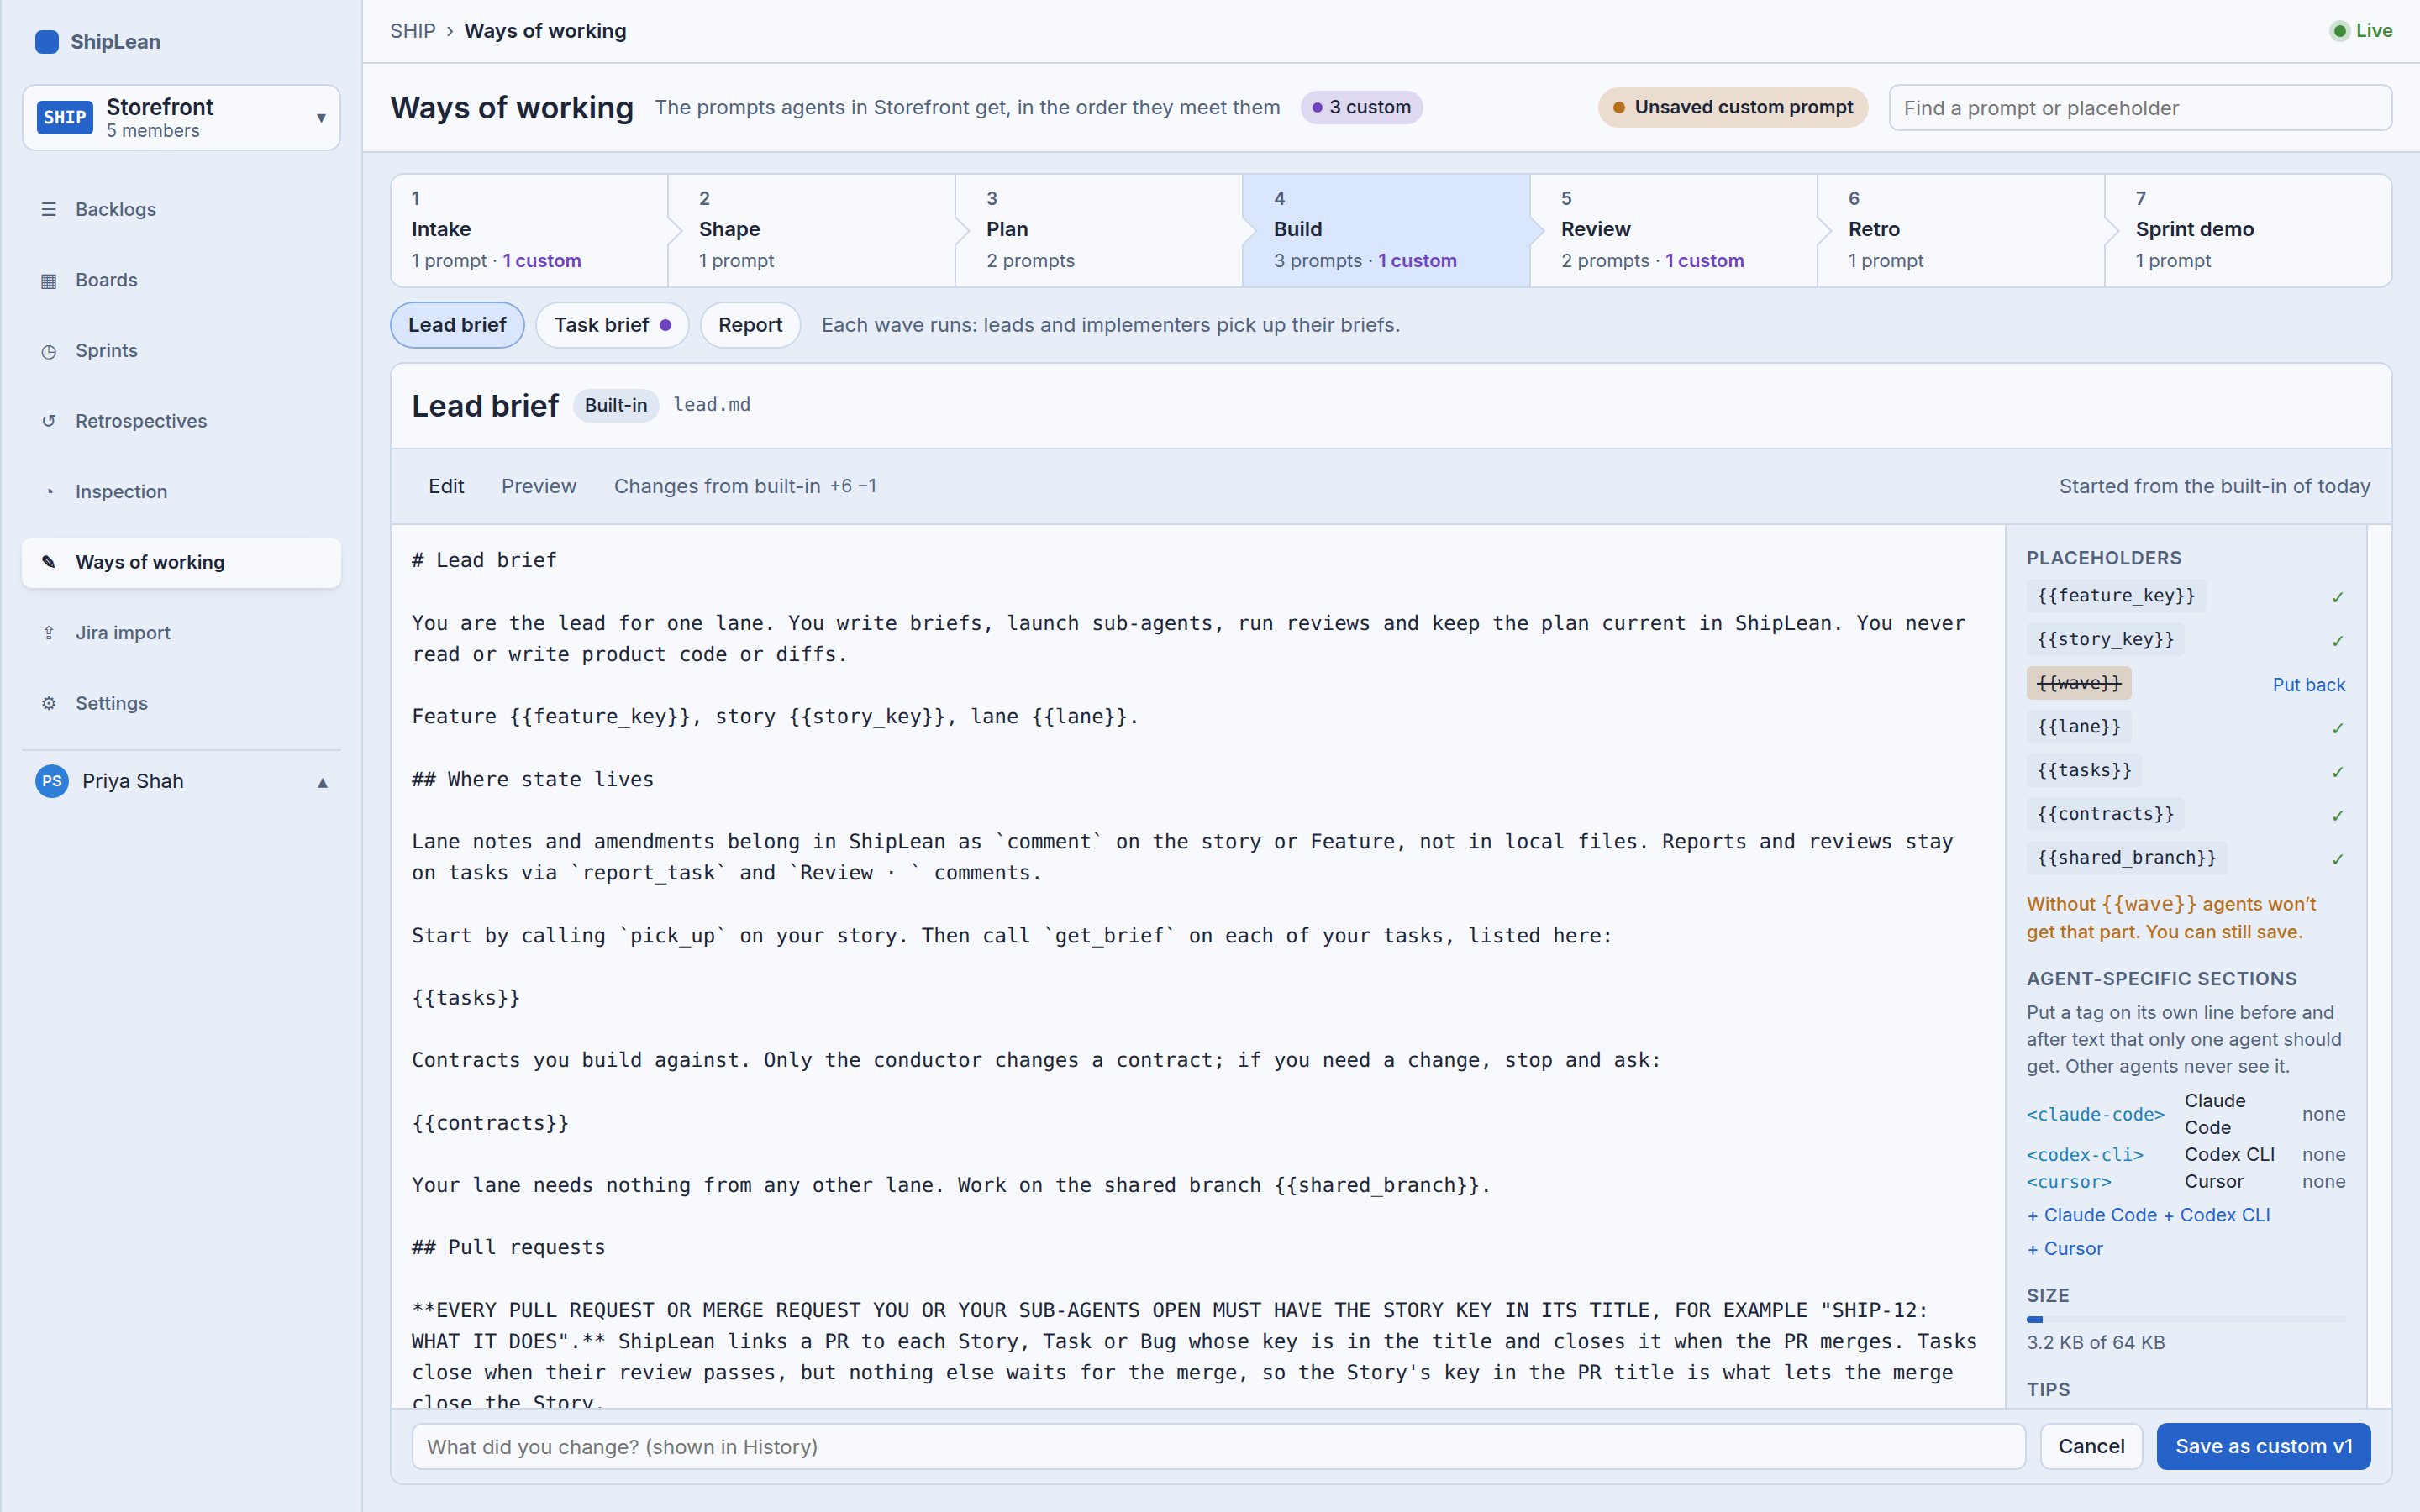 ShipLean
SHIP
Storefront
5 members
Backlogs
Boards
Sprints
Retrospectives
Inspection
Ways of working
Jira import
Settings
PS
Priya Shah
SHIP › Ways of working
Live
Ways of working
The prompts agents in Storefront get, in the order they meet them
3 custom
Unsaved custom prompt
Find a prompt or placeholder
1
Intake
1 prompt · 1 custom
2
Shape
1 prompt
3
Plan
2 prompts
4
Build
3 prompts · 1 custom
5
Review
2 prompts · 1 custom
6
Retro
1 prompt
7
Sprint demo
1 prompt
Lead brief
Task brief
Report
Each wave runs: leads and implementers pick up their briefs.
Lead brief
Built-in
lead.md
Edit
Preview
Changes from built-in +6 −1
Started from the built-in of today
# Lead brief
You are the lead for one lane. You write briefs, launch sub-agents, run reviews and keep the plan current in ShipLean. You never
read or write product code or diffs.
Feature {{feature_key}}, story {{story_key}}, lane {{lane}}.
## Where state lives
Lane notes and amendments belong in ShipLean as `comment` on the story or Feature, not in local files. Reports and reviews stay
on tasks via `report_task` and `Review · ` comments.
Start by calling `pick_up` on your story. Then call `get_brief` on each of your tasks, listed here:
{{tasks}}
Contracts you build against. Only the conductor changes a contract; if you need a change, stop and ask:
{{contracts}}
Your lane needs nothing from any other lane. Work on the shared branch {{shared_branch}}.
## Pull requests
**EVERY PULL REQUEST OR MERGE REQUEST YOU OR YOUR SUB-AGENTS OPEN MUST HAVE THE STORY KEY IN ITS TITLE, FOR EXAMPLE "SHIP-12:
WHAT IT DOES".** ShipLean links a PR to each Story, Task or Bug whose key is in the title and closes it when the PR merges. Tasks
close when their review passes, but nothing else waits for the merge, so the Story's key in the PR title is what lets the merge
close the Story.
PLACEHOLDERS
{{feature_key}} ✓
{{story_key}} ✓
{{wave}} Put back
{{lane}} ✓
{{tasks}} ✓
{{contracts}} ✓
{{shared_branch}} ✓
Without {{wave}} agents won’t
get that part. You can still save.
AGENT-SPECIFIC SECTIONS
Put a tag on its own line before and
after text that only one agent should
get. Other agents never see it.
<claude-code> Claude Code none
<codex-cli> Codex CLI none
<cursor> Cursor none
+ Claude Code + Codex CLI
+ Cursor
SIZE
3.2 KB of 64 KB
TIPS
What did you change? (shown in History)
Cancel
Save as custom v1